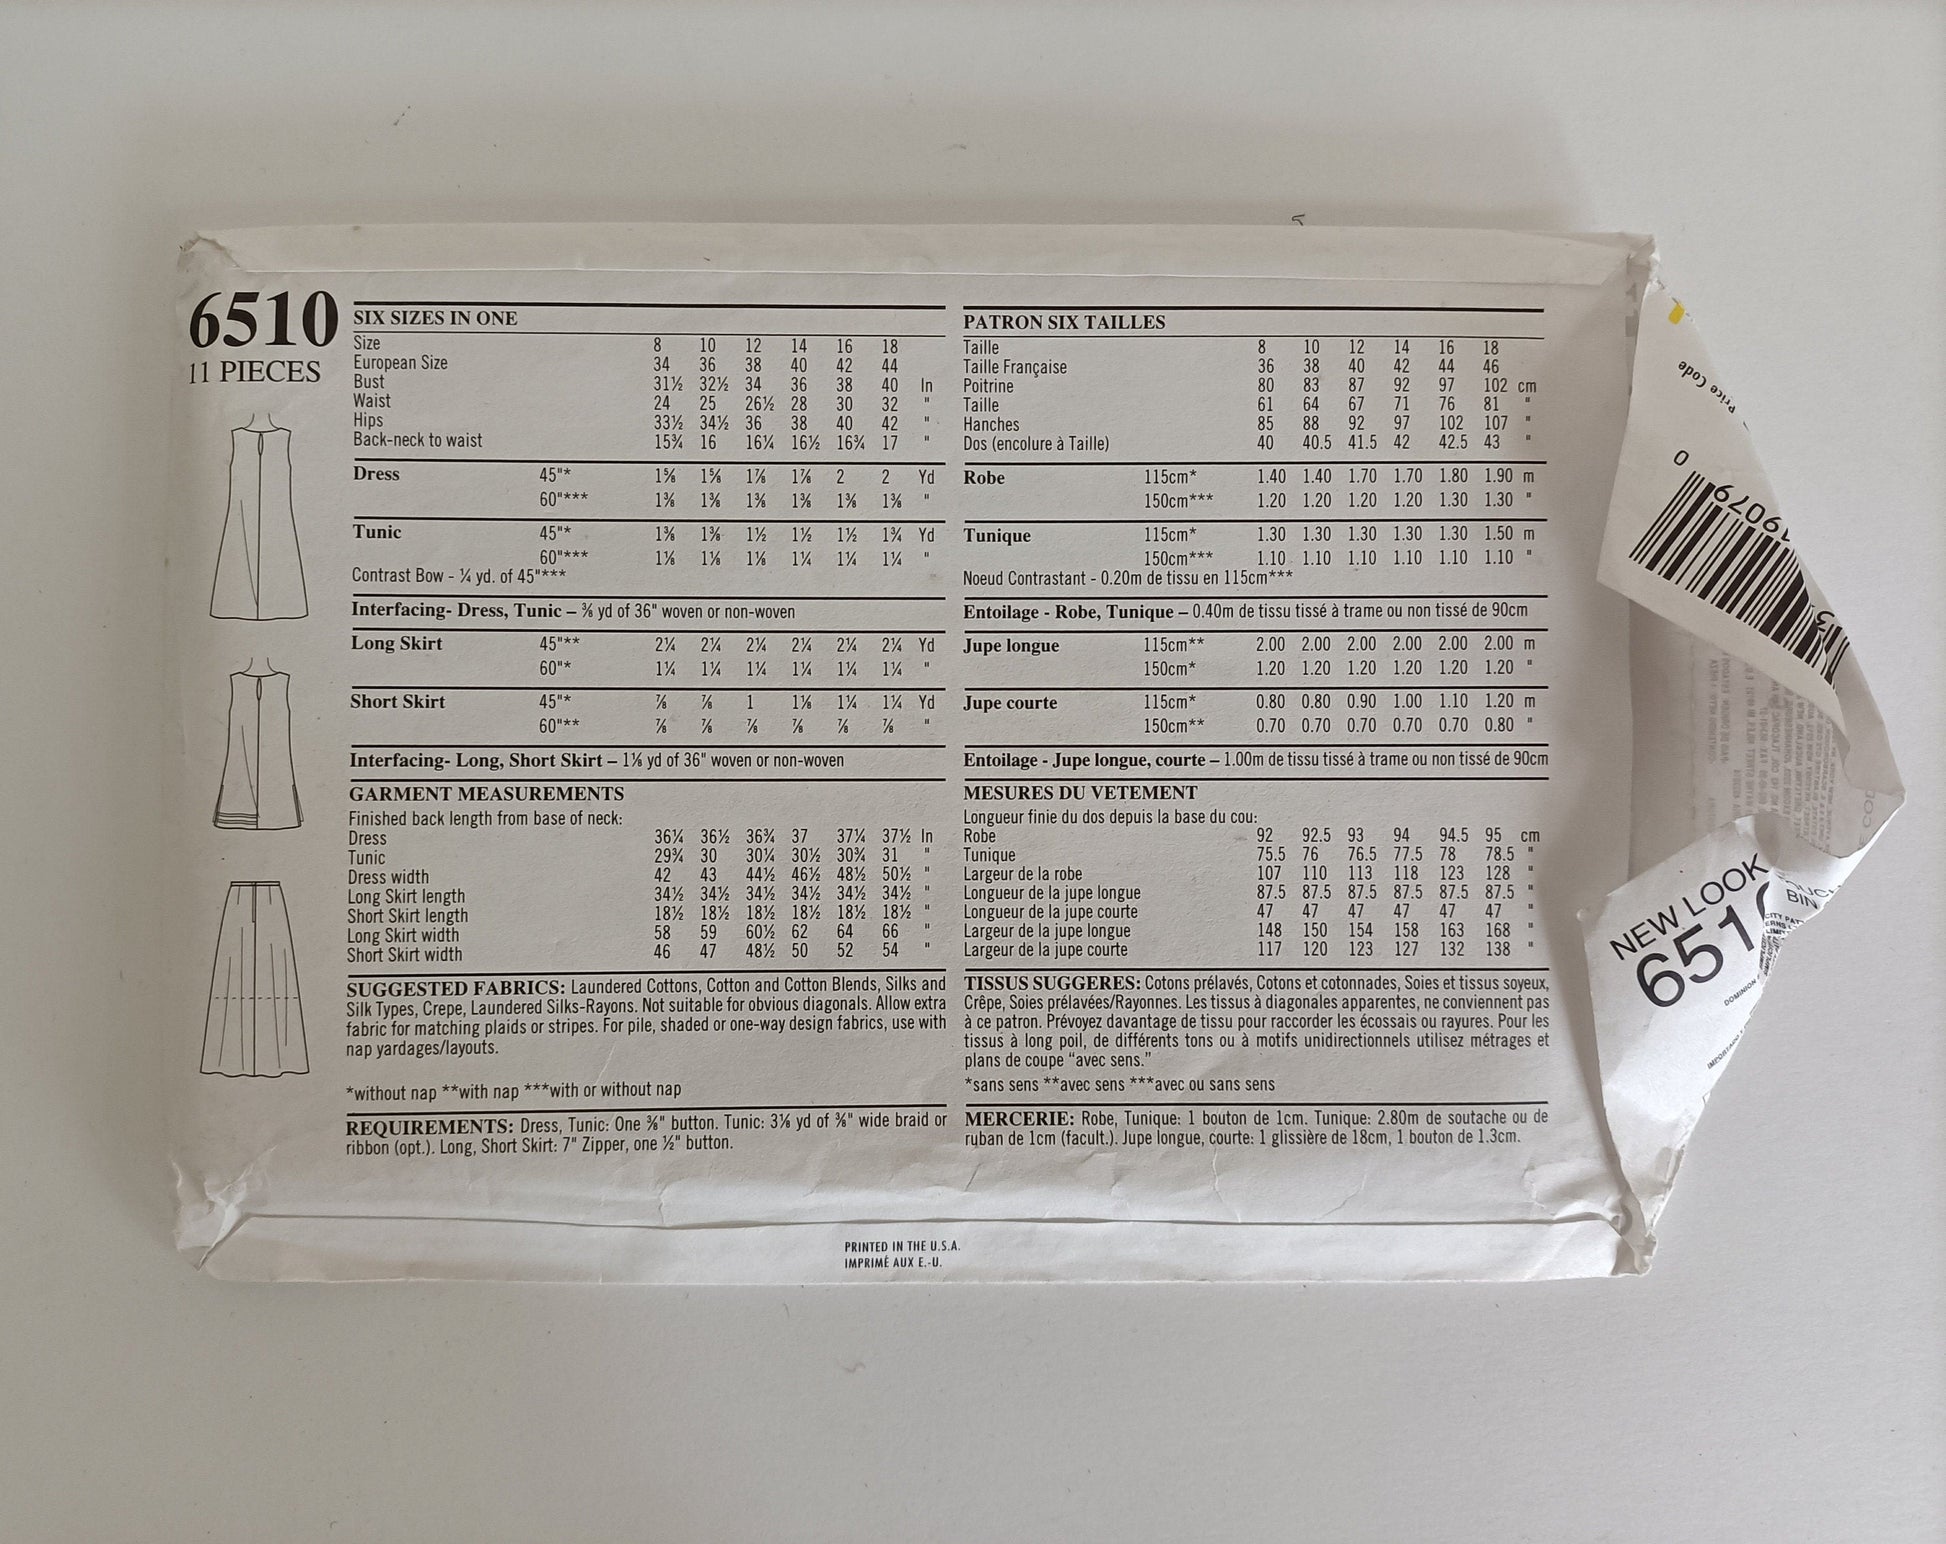 6510
11 PIECES
SIX SIZES IN ONE
Size 8 10 12 14 16 18
European Size 34 36 38 40 42 44
Bust 31½ 32½ 34 36 38 40 In
Waist 24 25 26½ 28 30 32 "
Hips 33½ 34½ 36 38 40 42 "
Back-neck to waist 15¾ 16 16¼ 16½ 16¾ 17 "
Dress 45"* 1⅝ 1⅝ 1⅞ 1⅞ 2 2 Yd
60"*** 1⅜ 1⅜ 1⅜ 1⅜ 1⅜ 1⅜ "
Tunic 45"* 1⅜ 1⅜ 1½ 1½ 1½ 1¾ Yd
60"*** 1⅛ 1⅛ 1⅛ 1¼ 1¼ 1¼ "
Contrast Bow - ¼ yd. of 45"***
Interfacing- Dress, Tunic – ⅜ yd of 36" woven or non-woven
Long Skirt 45"** 2¼ 2¼ 2¼ 2¼ 2¼ 2¼ Yd
60"* 1¼ 1¼ 1¼ 1¼ 1¼ 1¼ "
Short Skirt 45"* ⅞ ⅞ 1 1⅛ 1¼ 1¼ Yd
60"** ⅞ ⅞ ⅞ ⅞ ⅞ ⅞ "
Interfacing- Long, Short Skirt – 1⅛ yd of 36" woven or non-woven
GARMENT MEASUREMENTS
Finished back length from base of neck:
Dress 36¼ 36½ 36¾ 37 37¼ 37½ In
Tunic 29¾ 30 30¼ 30½ 30¾ 31 "
Dress width 42 43 44½ 46½ 48½ 50½ "
Long Skirt length 34½ 34½ 34½ 34½ 34½ 34½ "
Short Skirt length 18½ 18½ 18½ 18½ 18½ 18½ "
Long Skirt width 58 59 60½ 62 64 66 "
Short Skirt width 46 47 48½ 50 52 54 "
SUGGESTED FABRICS: Laundered Cottons, Cotton and Cotton Blends, Silks and
Silk Types, Crepe, Laundered Silks-Rayons. Not suitable for obvious diagonals. Allow extra
fabric for matching plaids or stripes. For pile, shaded or one-way design fabrics, use with
nap yardages/layouts.
*without nap **with nap ***with or without nap
REQUIREMENTS: Dress, Tunic: One ⅜" button. Tunic: 3⅛ yd of ⅜" wide braid or
ribbon (opt.). Long, Short Skirt: 7" Zipper, one ½" button.
PATRON SIX TAILLES
Taille 8 10 12 14 16 18
Taille Française 36 38 40 42 44 46
Poitrine 80 83 87 92 97 102 cm
Taille 61 64 67 71 76 81 "
Hanches 85 88 92 97 102 107 "
Dos (encolure à Taille) 40 40.5 41.5 42 42.5 43 "
Robe 115cm* 1.40 1.40 1.70 1.70 1.80 1.90 m
150cm*** 1.20 1.20 1.20 1.20 1.30 1.30 "
Tunique 115cm* 1.30 1.30 1.30 1.30 1.30 1.50 m
150cm*** 1.10 1.10 1.10 1.10 1.10 1.10 "
Noeud Contrastant - 0.20m de tissu en 115cm***
Entoilage - Robe, Tunique – 0.40m de tissu tissé à trame ou non tissé de 90cm
Jupe longue 115cm** 2.00 2.00 2.00 2.00 2.00 2.00 m
150cm* 1.20 1.20 1.20 1.20 1.20 1.20 "
Jupe courte 115cm* 0.80 0.80 0.90 1.00 1.10 1.20 m
150cm** 0.70 0.70 0.70 0.70 0.70 0.80 "
Entoilage - Jupe longue, courte – 1.00m de tissu tissé à trame ou non tissé de 90cm
MESURES DU VETEMENT
Longueur finie du dos depuis la base du cou:
Robe 92 92.5 93 94 94.5 95 cm
Tunique 75.5 76 76.5 77.5 78 78.5 "
Largeur de la robe 107 110 113 118 123 128 "
Longueur de la jupe longue 87.5 87.5 87.5 87.5 87.5 87.5 "
Longueur de la jupe courte 47 47 47 47 47 47 "
Largeur de la jupe longue 148 150 154 158 163 168 "
Largeur de la jupe courte 117 120 123 127 132 138 "
TISSUS SUGGERES: Cotons prélavés, Cotons et cotonnades, Soies et tissus soyeux,
Crêpe, Soies prélavées/Rayonnes. Les tissus à diagonales apparentes, ne conviennent pas
à ce patron. Prévoyez davantage de tissu pour raccorder les écossais ou rayures. Pour les
tissus à long poil, de différents tons ou à motifs unidirectionnels utilisez métrages et
plans de coupe “avec sens.”
*sans sens **avec sens ***avec ou sans sens
MERCERIE: Robe, Tunique: 1 bouton de 1cm. Tunique: 2.80m de soutache ou de
ruban de 1cm (facult.). Jupe longue, courte: 1 glissière de 18cm, 1 bouton de 1.3cm.
PRINTED IN THE U.S.A.
IMPRIMÉ AUX E.-U.
Price Code
0
39079
NEW LOOK
651
BIN
DOMINION